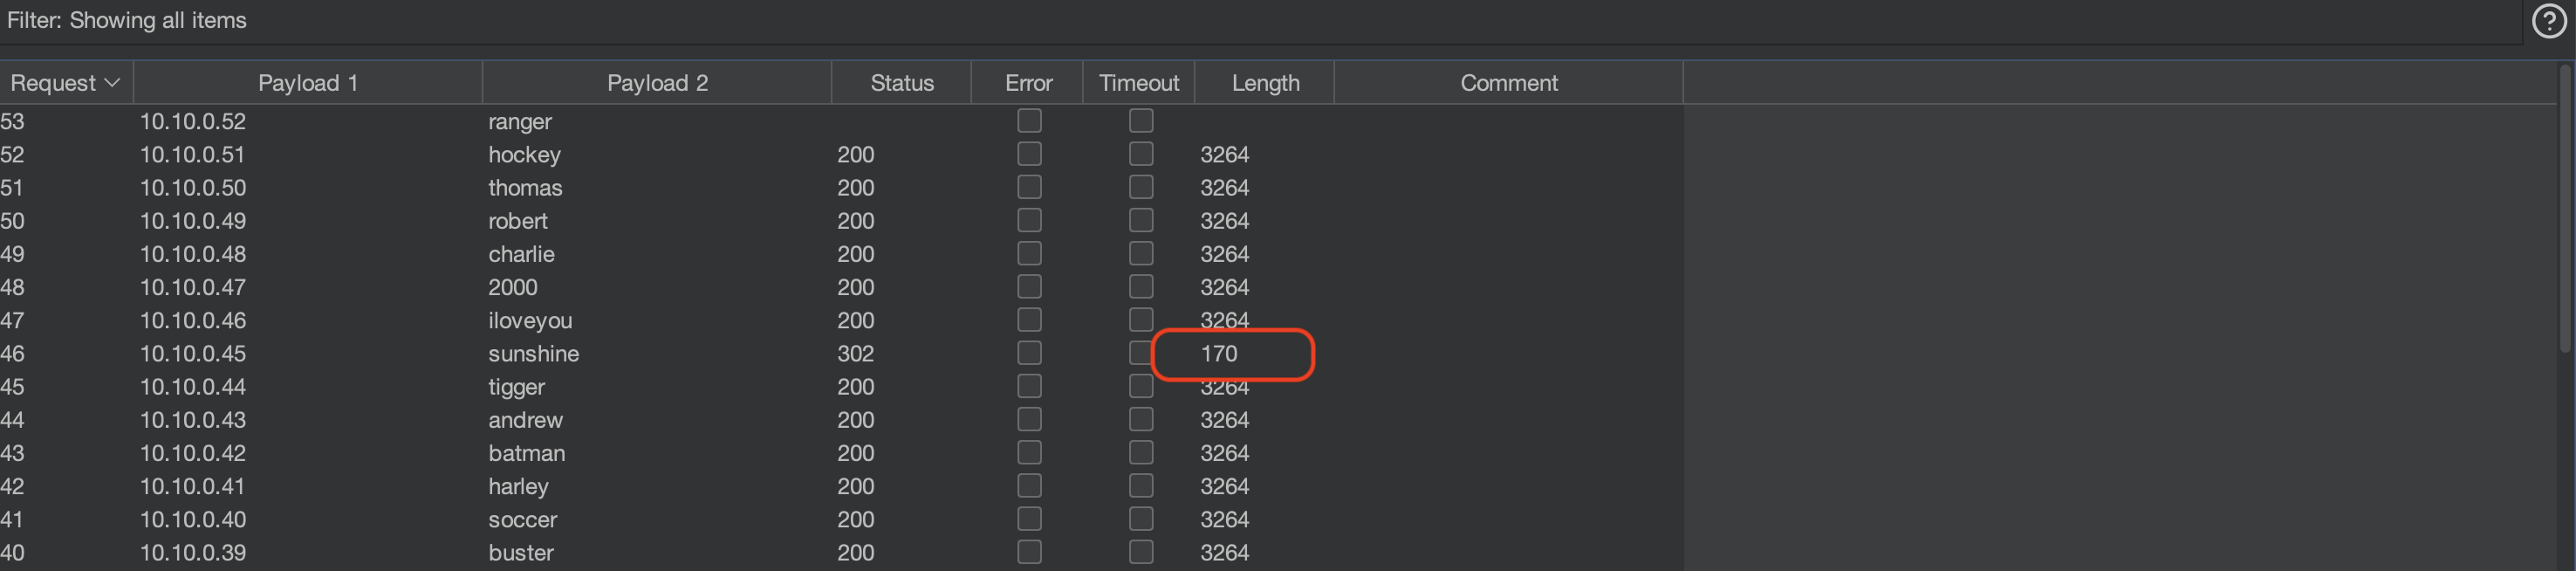 Filter: Showing all items
Request Payload 1 Payload 2 Status Error Timeout Length Comment
53 10.10.0.52 ranger
52 10.10.0.51 hockey 200 3264
51 10.10.0.50 thomas 200 3264
50 10.10.0.49 robert 200 3264
49 10.10.0.48 charlie 200 3264
48 10.10.0.47 2000 200 3264
47 10.10.0.46 iloveyou 200 3264
46 10.10.0.45 sunshine 302 170
45 10.10.0.44 tigger 200 3264
44 10.10.0.43 andrew 200 3264
43 10.10.0.42 batman 200 3264
42 10.10.0.41 harley 200 3264
41 10.10.0.40 soccer 200 3264
40 10.10.0.39 buster 200 3264